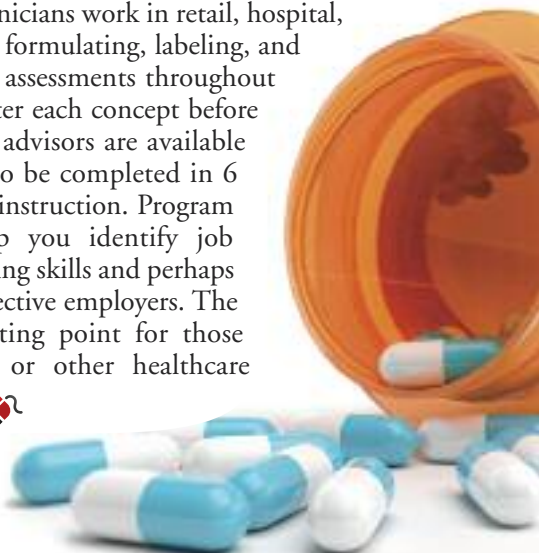 nicians work in retail, hospital,
formulating, labeling, and
assessments throughout
ter each concept before
advisors are available
o be completed in 6
instruction. Program
p you identify job
ing skills and perhaps
ective employers. The
ting point for those
or other healthcare